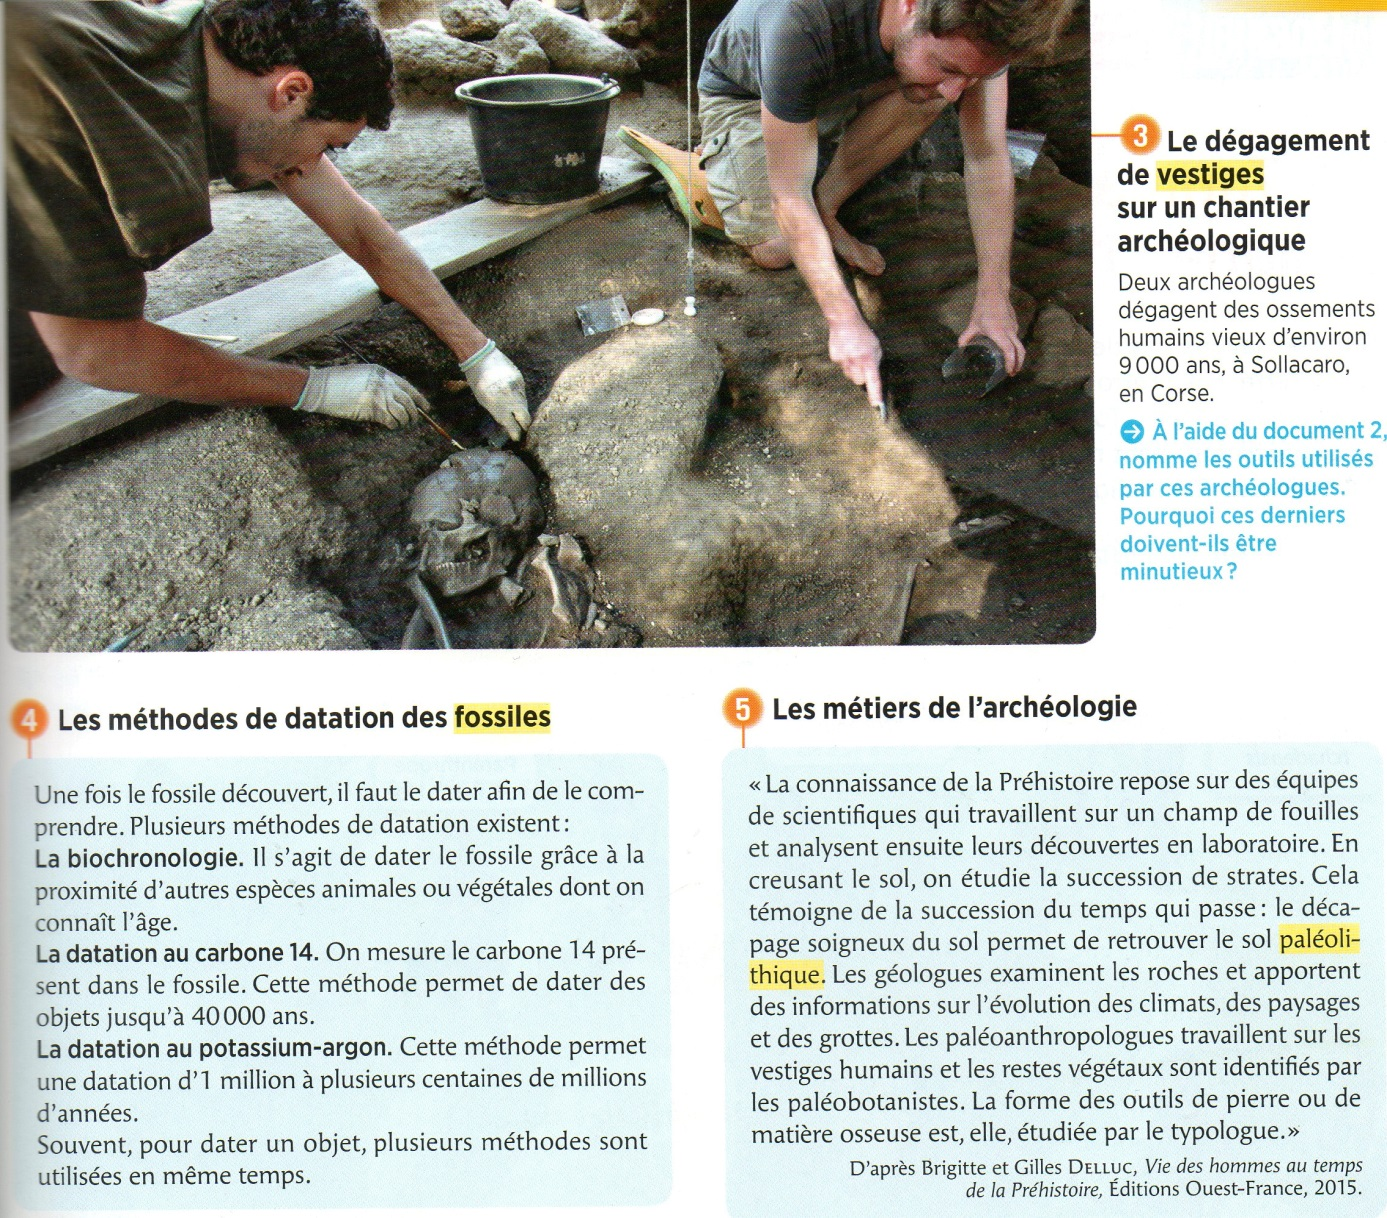 3 Le dégagement
de vestiges
sur un chantier
archéologique
Deux archéologues
dégagent des ossements
humains vieux d'environ
9 000 ans, à Sollacaro,
en Corse.
À l'aide du document 2,
nomme les outils utilisés
par ces archéologues.
Pourquoi ces derniers
doivent-ils être
minutieux ?
4 Les méthodes de datation des fossiles
Une fois le fossile découvert, il faut le dater afin de le com-
prendre. Plusieurs méthodes de datation existent :
La biochronologie. Il s'agit de dater le fossile grâce à la
proximité d'autres espèces animales ou végétales dont on
connaît l'âge.
La datation au carbone 14. On mesure le carbone 14 pré-
sent dans le fossile. Cette méthode permet de dater des
objets jusqu'à 40 000 ans.
La datation au potassium-argon. Cette méthode permet
une datation d'1 million à plusieurs centaines de millions
d'années.
Souvent, pour dater un objet, plusieurs méthodes sont
utilisées en même temps.
5 Les métiers de l'archéologie
« La connaissance de la Préhistoire repose sur des équipes
de scientifiques qui travaillent sur un champ de fouilles
et analysent ensuite leurs découvertes en laboratoire. En
creusant le sol, on étudie la succession de strates. Cela
témoigne de la succession du temps qui passe : le déca-
page soigneux du sol permet de retrouver le sol paléoli-
thique. Les géologues examinent les roches et apportent
des informations sur l'évolution des climats, des paysages
et des grottes. Les paléoanthropologues travaillent sur les
vestiges humains et les restes végétaux sont identifiés par
les paléobotanistes. La forme des outils de pierre ou de
matière osseuse est, elle, étudiée par le typologue. »
D'après Brigitte et Gilles DELLUC, Vie des hommes au temps
de la Préhistoire, Éditions Ouest-France, 2015.